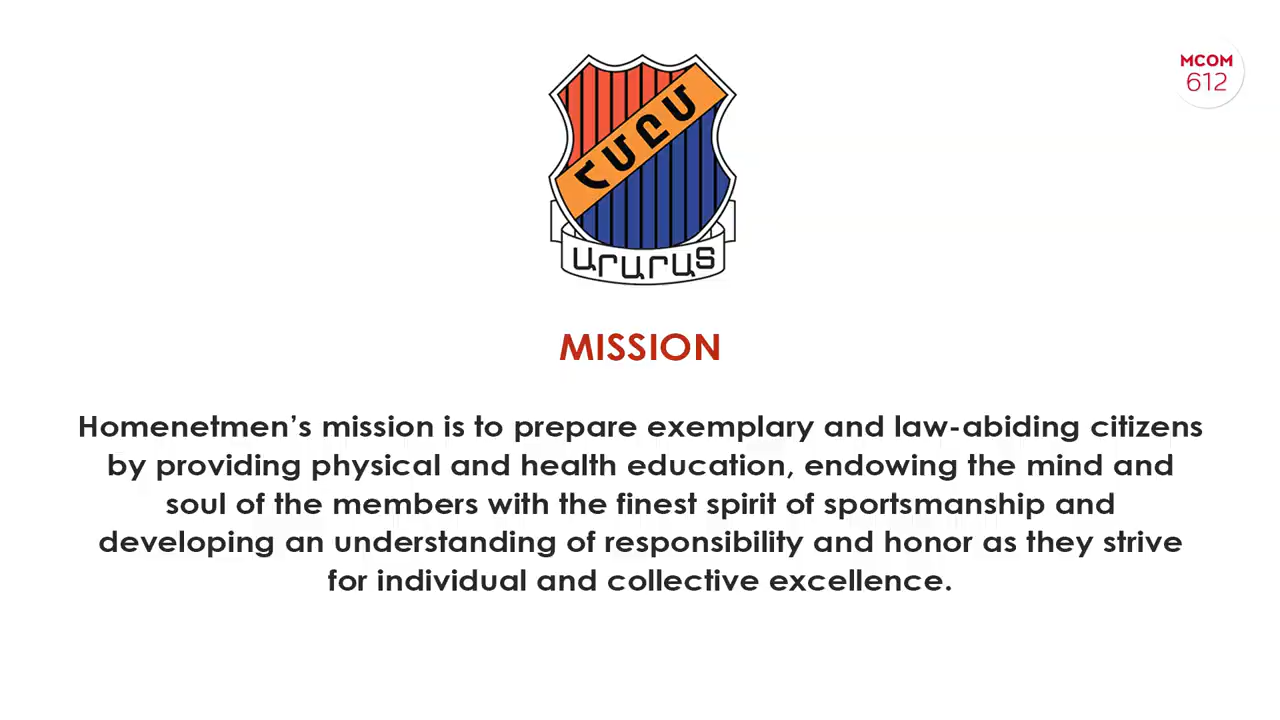 MCOM
612
ՀՄԸՄ
ԱՐԱՐԱՏ
MISSION
Homenetmen’s mission is to prepare exemplary and law-abiding citizens
by providing physical and health education, endowing the mind and
soul of the members with the finest spirit of sportsmanship and
developing an understanding of responsibility and honor as they strive
for individual and collective excellence.